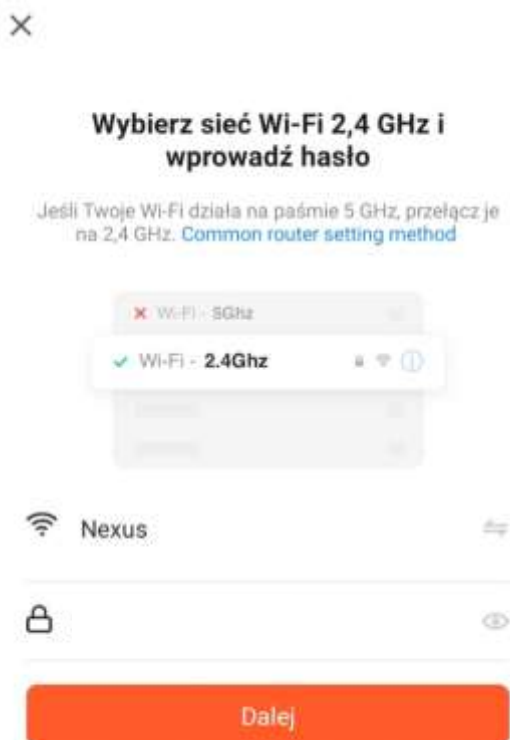 Wybierz sieć Wi-Fi 2,4 GHz i
wprowadź hasło
Jeśli Twoje Wi-Fi działa na paśmie 5 GHz, przełącz je
na 2,4 GHz. Common router setting method
Wi-Fi - 5Ghz
Wi-Fi - 2.4Ghz
Nexus
Dalej